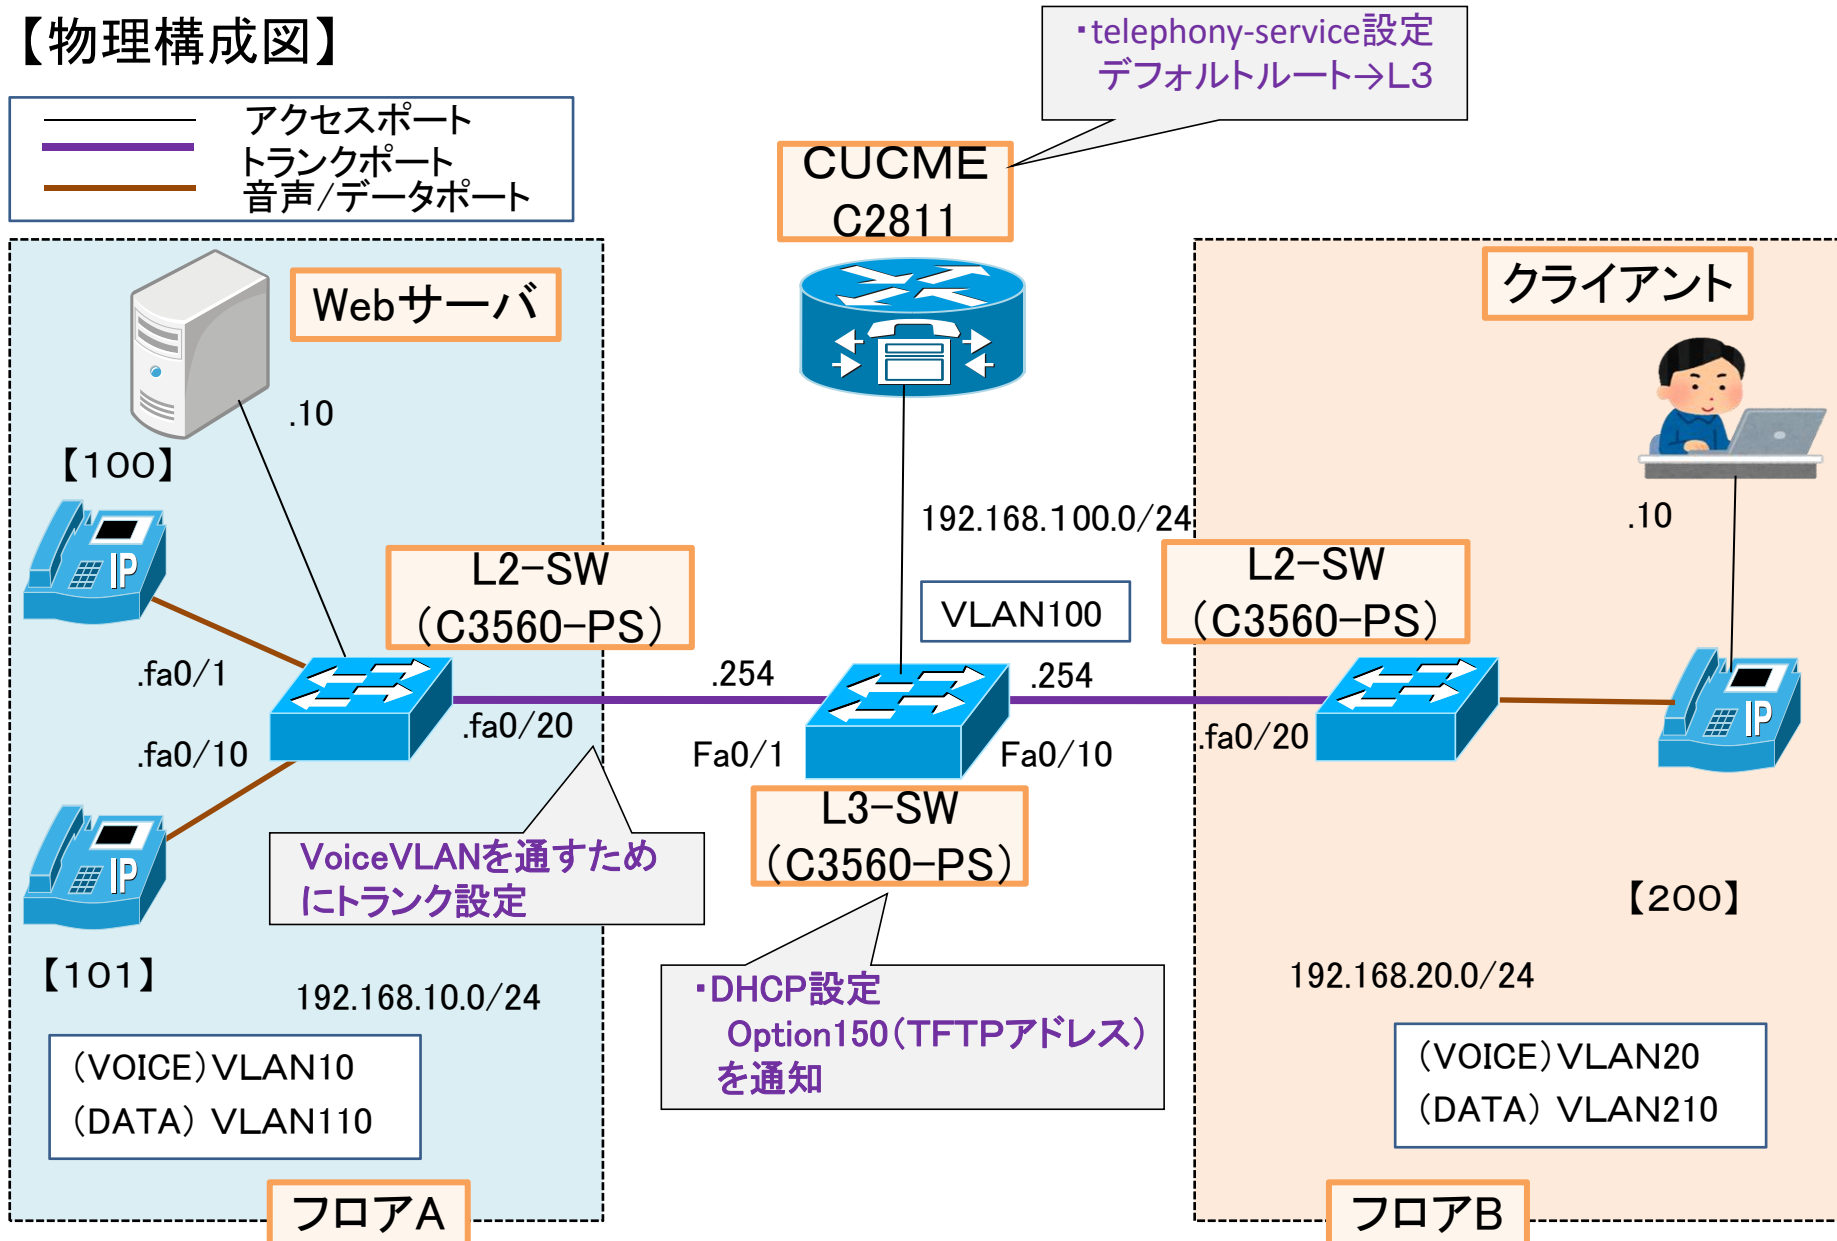 【物理構成図】
アクセスポート
トランクポート
音声/データポート
・telephony-service設定
デフォルトルート→L3
CUCME
C2811
Webサーバ
クライアント
.10
【100】
IP
192.168.100.0/24
.10
L2-SW
(C3560-PS)
VLAN100
L2-SW
(C3560-PS)
.fa0/1
.254
.254
.fa0/20
.fa0/10
Fa0/1
Fa0/10
.fa0/20
IP
L3-SW
(C3560-PS)
VoiceVLANを通すため
にトランク設定
IP
【101】
【200】
192.168.10.0/24
・DHCP設定
Option150(TFTPアドレス)
を通知
192.168.20.0/24
(VOICE)VLAN10
(DATA) VLAN110
(VOICE)VLAN20
(DATA) VLAN210
フロアA
フロアB